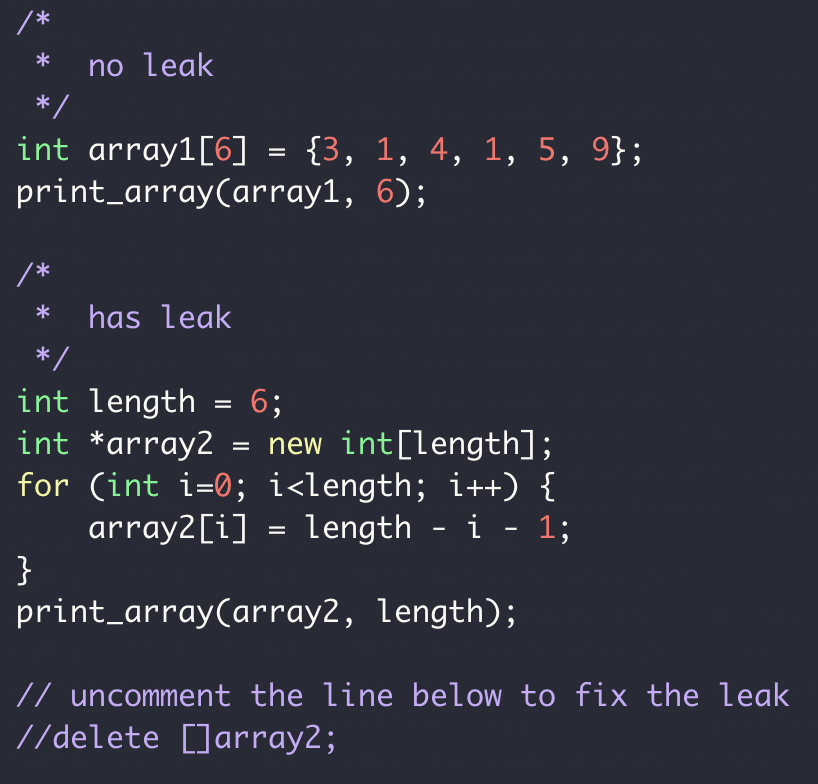 /*
 *  no leak
 */
int array1[6] = {3, 1, 4, 1, 5, 9};
print_array(array1, 6);

/*
 *  has leak
 */
int length = 6;
int *array2 = new int[length];
for (int i=0; i<length; i++) {
    array2[i] = length - i - 1;
}
print_array(array2, length);

// uncomment the line below to fix the leak
//delete []array2;